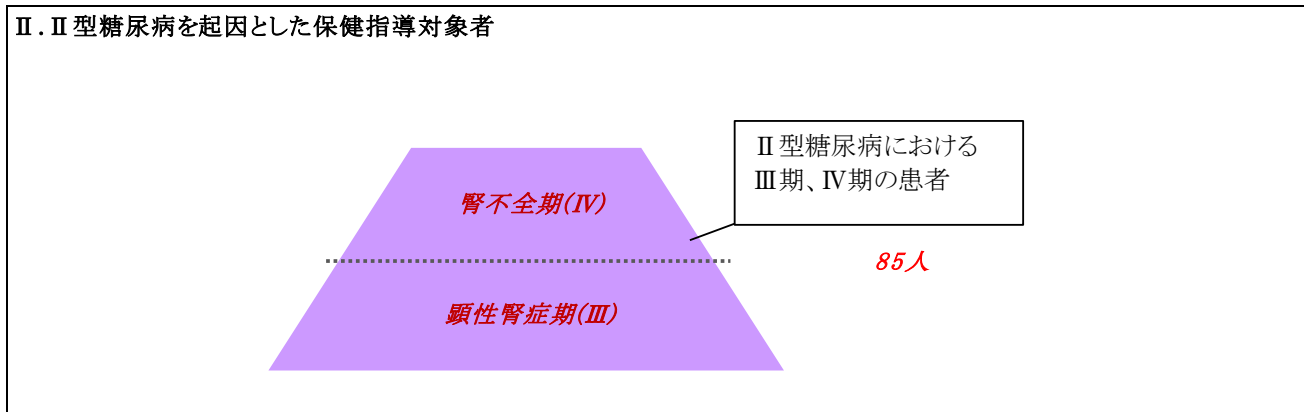 Ⅱ.Ⅱ型糖尿病を起因とした保健指導対象者
Ⅱ型糖尿病における
Ⅲ期、Ⅳ期の患者
腎不全期(Ⅳ)
85人
顕性腎症期(Ⅲ)